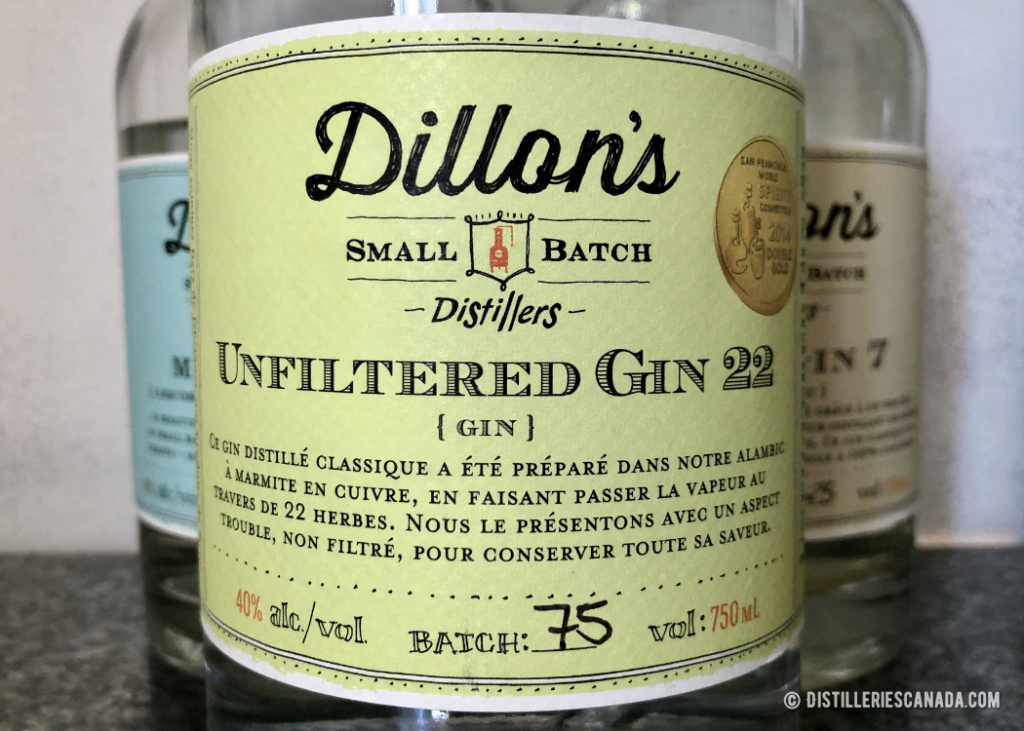 Dillon's
SMALL BATCH
Distillers
UNFILTERED GIN 22
{ GIN }
CE GIN DISTILLÉ CLASSIQUE A ÉTÉ PRÉPARÉ DANS NOTRE ALAMBIC
À MARMITE EN CUIVRE, EN FAISANT PASSER LA VAPEUR AU
TRAVERS DE 22 HERBES. NOUS LE PRÉSENTONS AVEC UN ASPECT
TROUBLE, NON FILTRÉ, POUR CONSERVER TOUTE SA SAVEUR.
40% alc./vol. BATCH: 75 vol: 750 ML
SAN FRANCISCO
WORLD
SPIRITS
COMPETITION
2014
DOUBLE
GOLD
on's
BATCH
IN 7
© DISTILLERIESCANADA.COM